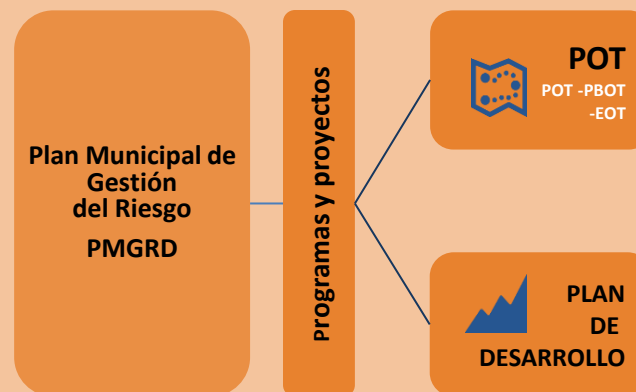 Plan Municipal de
Gestión
del Riesgo
PMGRD
Programas y proyectos
POT
POT -PBOT
-EOT
PLAN
DE
DESARROLLO